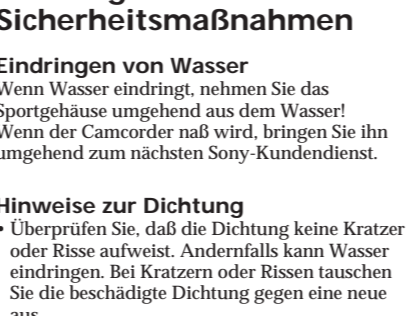 Sicherheitsmaßnahmen
Eindringen von Wasser
Wenn Wasser eindringt, nehmen Sie das
Sportgehäuse umgehend aus dem Wasser!
Wenn der Camcorder naß wird, bringen Sie ihn
umgehend zum nächsten Sony-Kundendienst.
Hinweise zur Dichtung
• Überprüfen Sie, daß die Dichtung keine Kratzer
oder Risse aufweist. Andernfalls kann Wasser
eindringen. Bei Kratzern oder Rissen tauschen
Sie die beschädigte Dichtung gegen eine neue
aus.